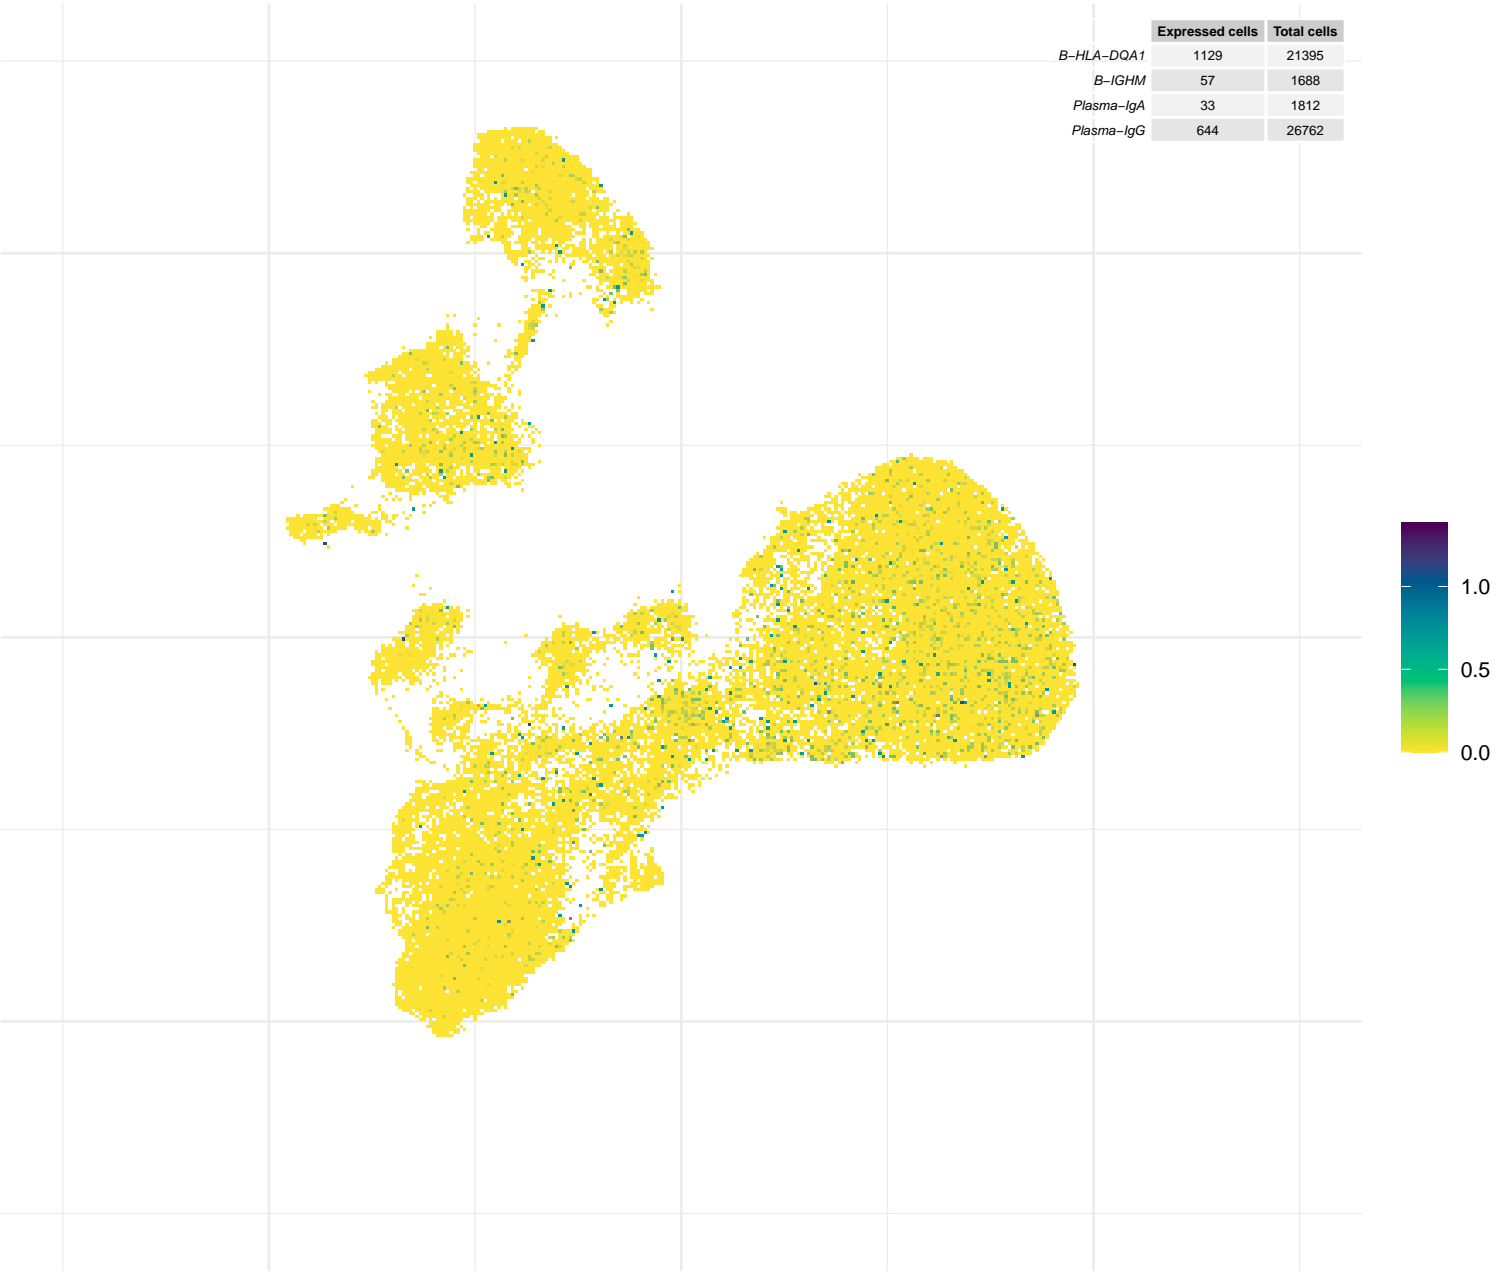 Expressed cells Total cells
B−HLA−DQA1 1129 21395
B−IGHM 57 1688
Plasma−IgA 33 1812
Plasma−IgG 644 26762
1.0
0.5
0.0